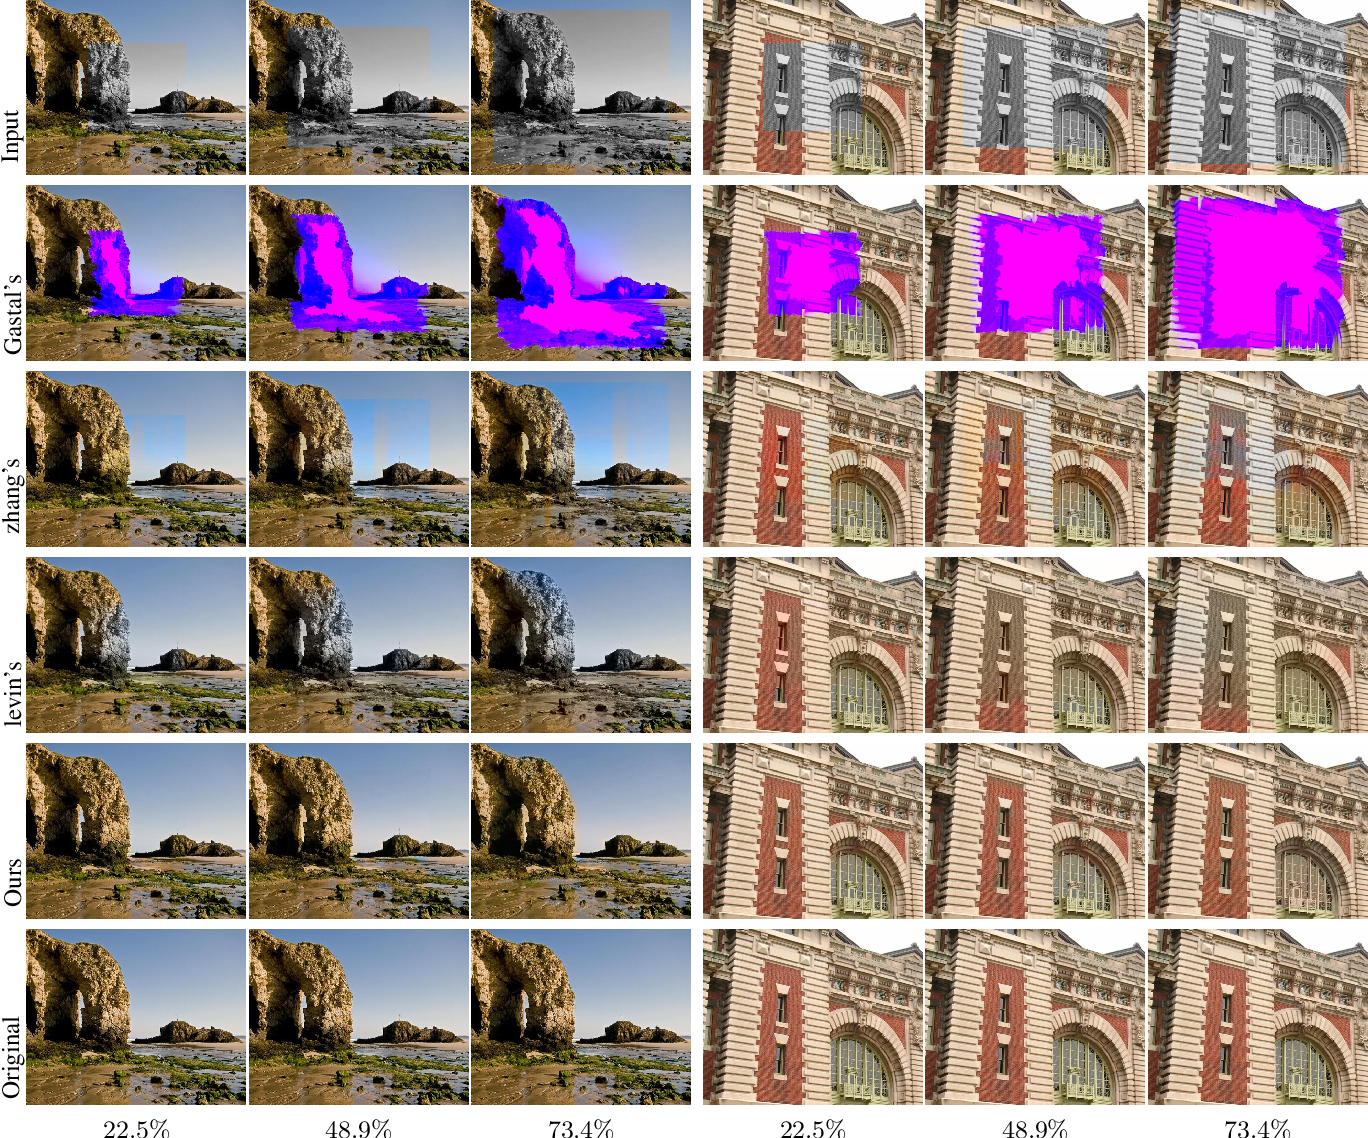 Input
Gastal's
zhang's
levin's
Ours
Original
22.5% 48.9% 73.4% 22.5% 48.9% 73.4%